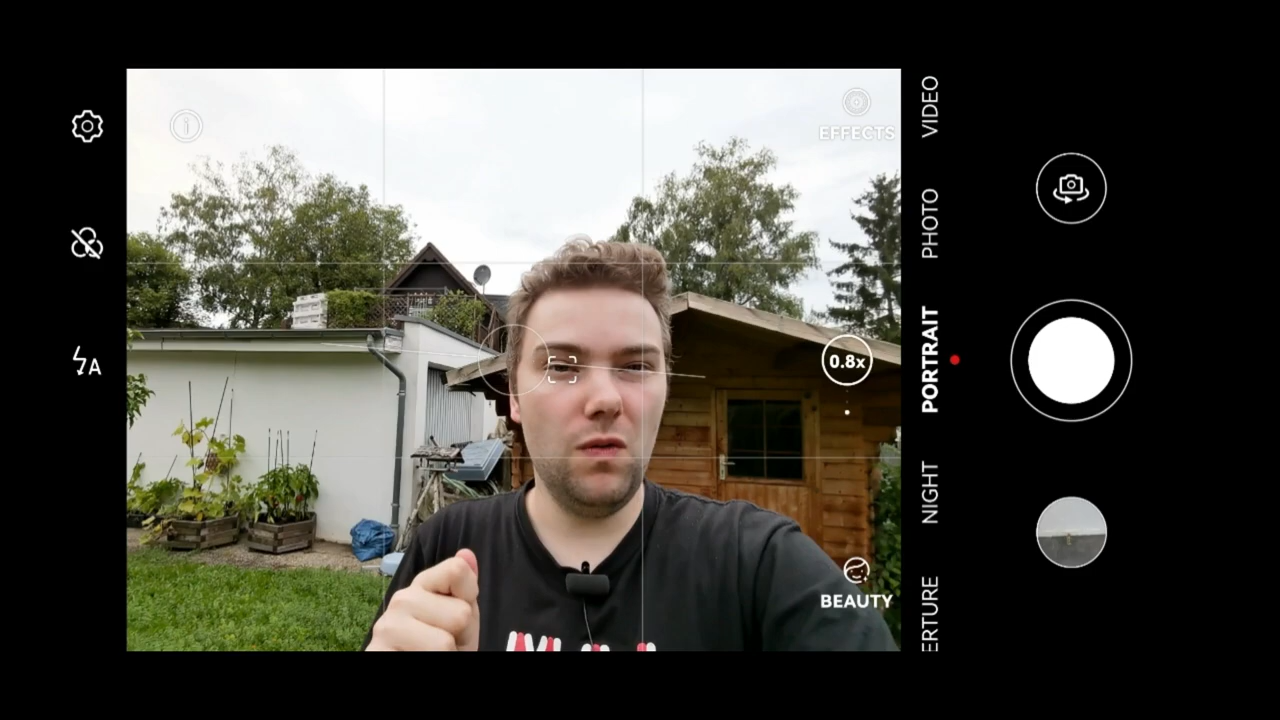 EFFECTS
0.8x
BEAUTY
A
VIDEO
PHOTO
PORTRAIT
NIGHT
ERTURE